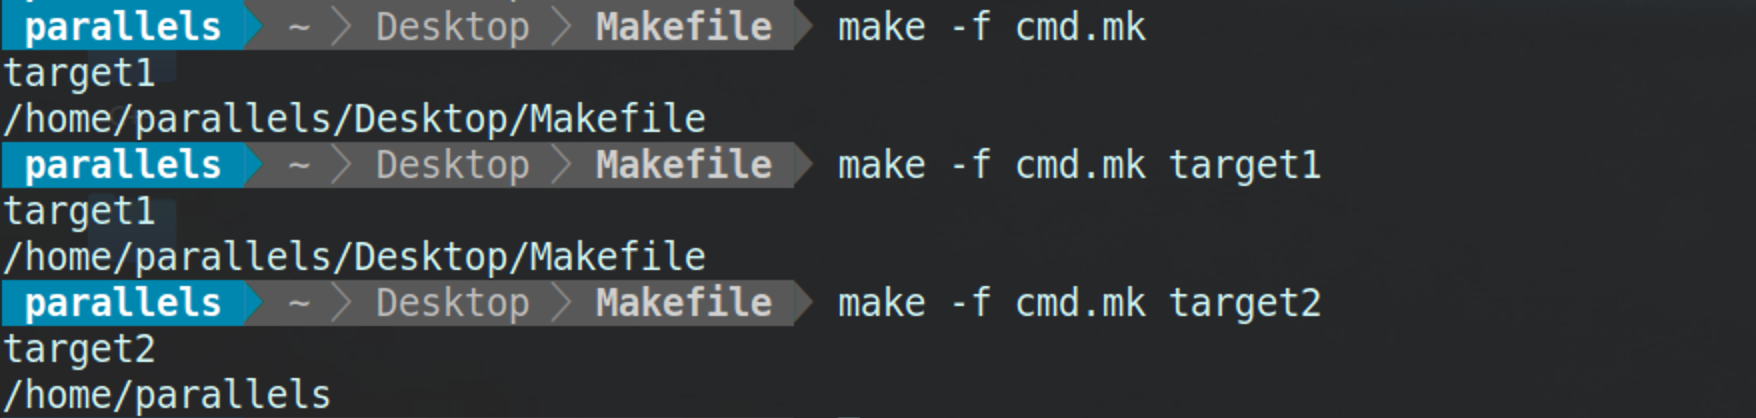 parallels ~ Desktop Makefile make -f cmd.mk
target1
/home/parallels/Desktop/Makefile
parallels ~ Desktop Makefile make -f cmd.mk target1
target1
/home/parallels/Desktop/Makefile
parallels ~ Desktop Makefile make -f cmd.mk target2
target2
/home/parallels